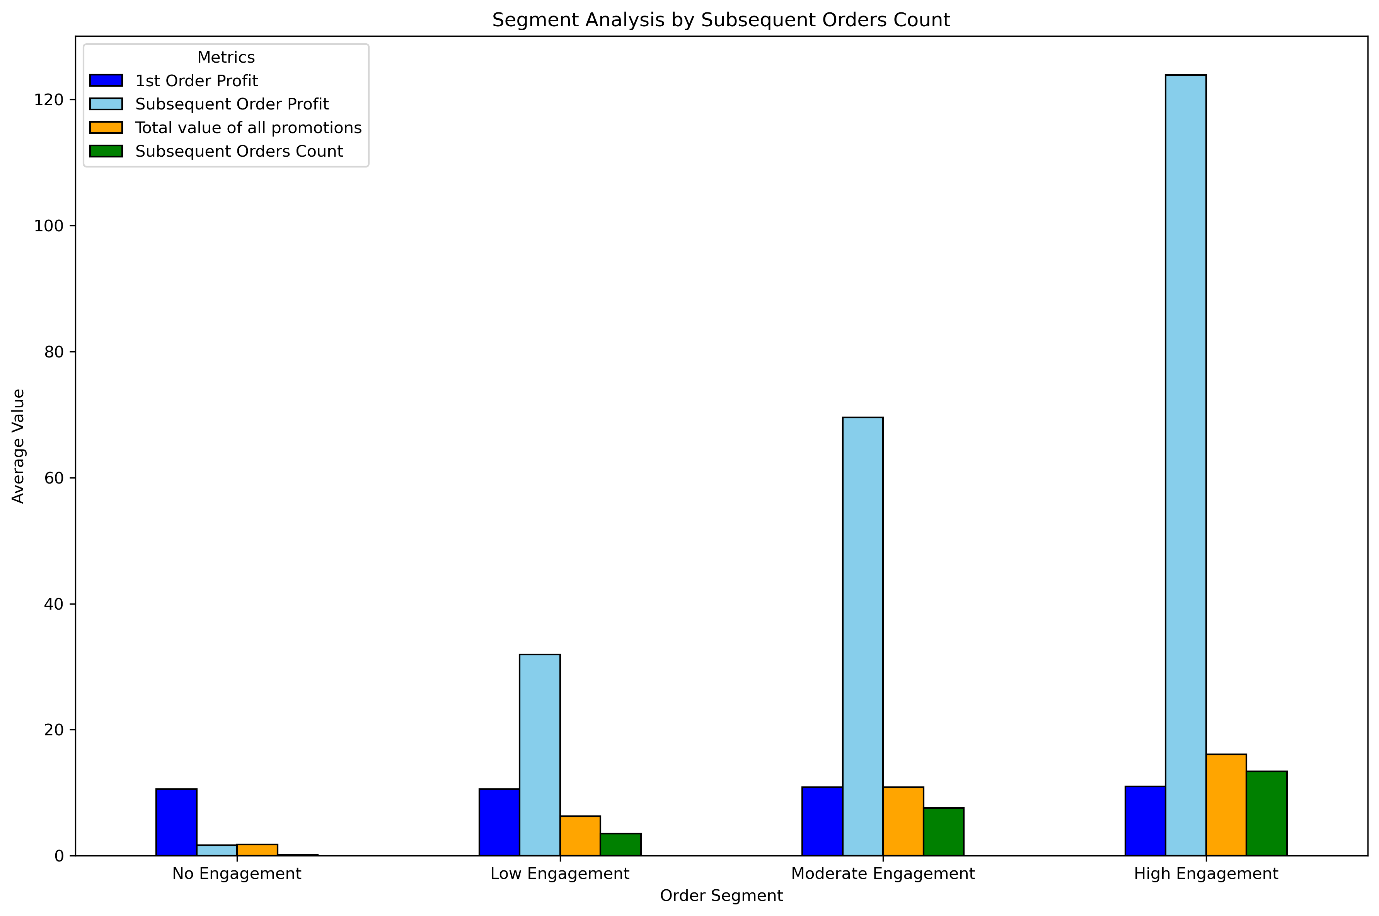 Segment Analysis by Subsequent Orders Count
Metrics
1st Order Profit
Subsequent Order Profit
Total value of all promotions
Subsequent Orders Count
120
100
80
60
40
20
0
Average Value
No Engagement
Low Engagement
Moderate Engagement
High Engagement
Order Segment